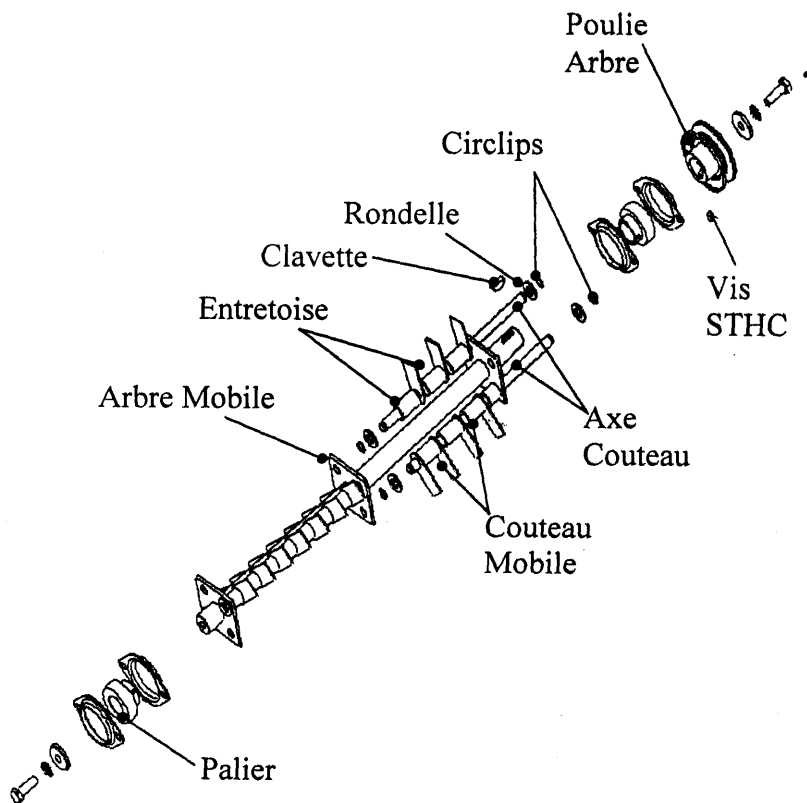 Poulie
Arbre
Circlips
Rondelle
Clavette
Entretoise
Vis
STHC
Arbre Mobile
Axe
Couteau
Couteau
Mobile
Palier